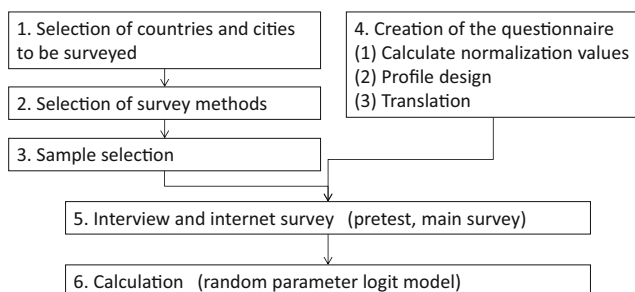 1. Selection of countries and cities
to be surveyed
2. Selection of survey methods
3. Sample selection
4. Creation of the questionnaire
(1) Calculate normalization values
(2) Profile design
(3) Translation
5. Interview and internet survey (pretest, main survey)
6. Calculation (random parameter logit model)